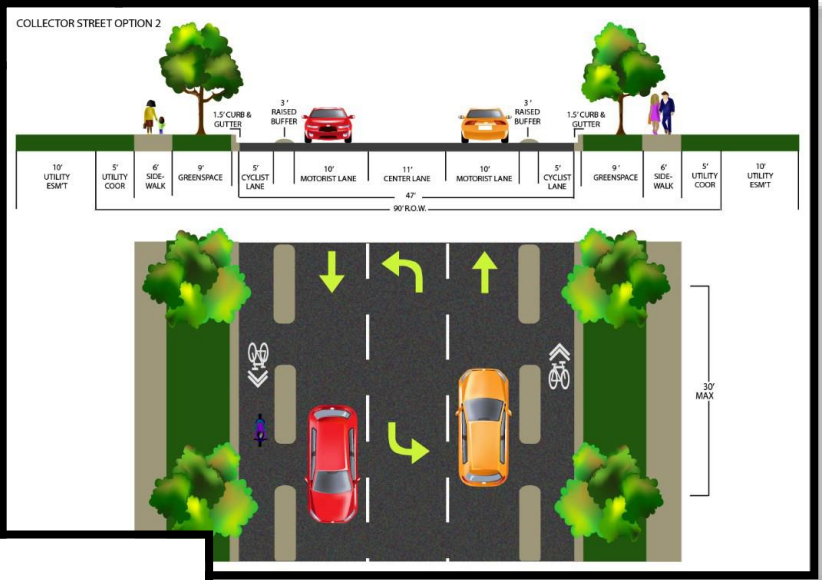 COLLECTOR STREET OPTION 2
3'
RAISED
BUFFER
3'
RAISED
BUFFER
1.5' CURB &
GUTTER
1.5' CURB &
GUTTER
10'
UTILITY
ESM'T
5'
UTILITY
COOR
6'
SIDE-
WALK
9'
GREENSPACE
5'
CYCLIST
LANE
10'
MOTORIST LANE
11'
CENTER LANE
10'
MOTORIST LANE
5'
CYCLIST
LANE
9'
GREENSPACE
6'
SIDE-
WALK
5'
UTILITY
COOR
10'
UTILITY
ESM'T
47'
90' R.O.W.
30'
MAX